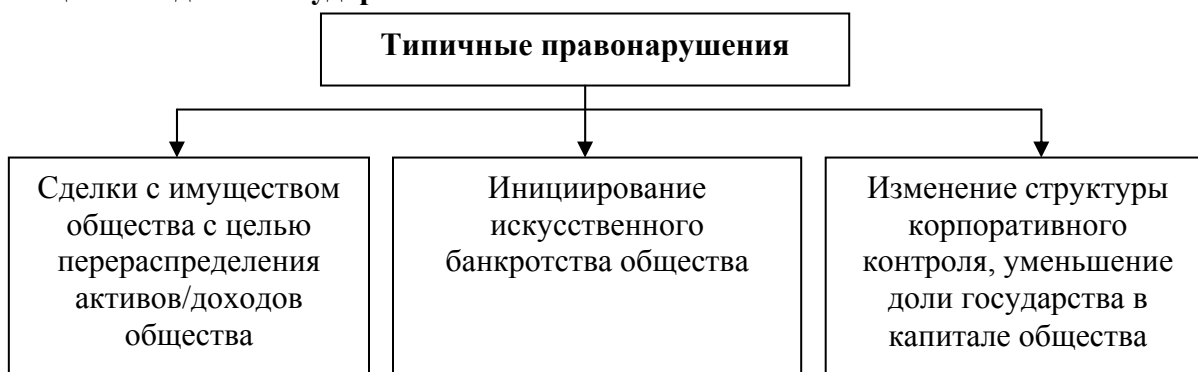 Типичные правонарушения
Сделки с имуществом
общества с целью
перераспределения
активов/доходов
общества
Инициирование
искусственного
банкротства общества
Изменение структуры
корпоративного
контроля, уменьшение
доли государства в
капитале общества